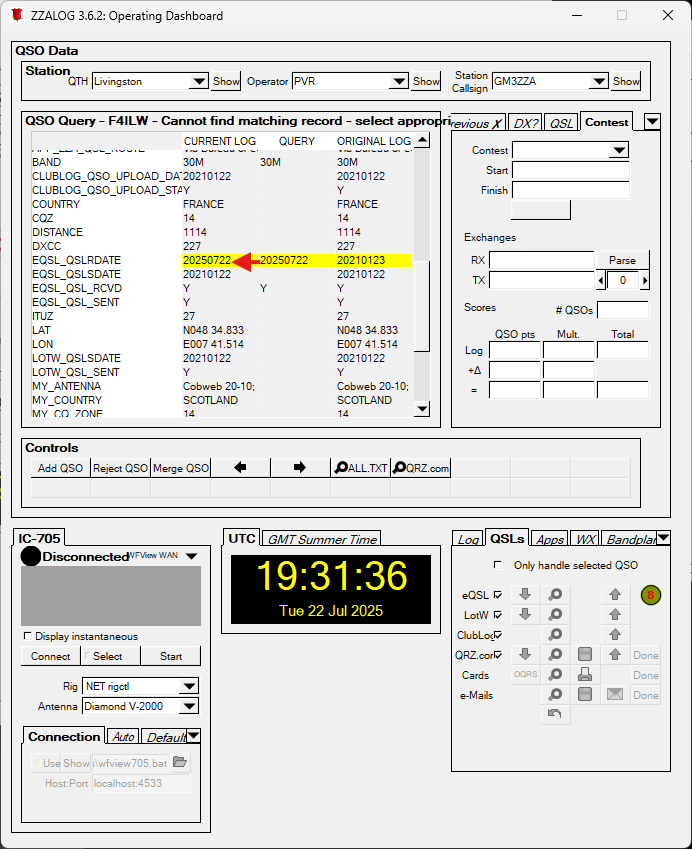 ZZALOG 3.6.2: Operating Dashboard
QSO Data
Station
QTH Livingston Show Operator PVR Show Station Callsign GM3ZZA Show
QSO Query - F4ILW - Cannot find matching record - select appropri
CURRENT LOG QUERY ORIGINAL LOG
BAND 30M 30M 30M
CLUBLOG_QSO_UPLOAD_DA 20210122 20210122
CLUBLOG_QSO_UPLOAD_STA Y Y
COUNTRY FRANCE FRANCE
CQZ 14 14
DISTANCE 1114 1114
DXCC 227 227
EQSL_QSLRDATE 20250722 20250722 20210123
EQSL_QSLSDATE 20210122 20210122
EQSL_QSL_RCVD Y Y Y
EQSL_QSL_SENT Y Y
ITUZ 27 27
LAT N048 34.833 N048 34.833
LON E007 41.514 E007 41.514
LOTW_QSLSDATE 20210122 20210122
LOTW_QSL_SENT Y Y
MY_ANTENNA Cobweb 20-10; Cobweb 20-10;
MY_COUNTRY SCOTLAND SCOTLAND
MY_CQ_ZONE 14 14
revious X DX? QSL Contest
Contest
Start
Finish
Exchanges
RX Parse
TX 0
Scores # QSOs
QSO pts Mult. Total
Log
+Δ
=
Controls
Add QSO Reject QSO Merge QSO ALL.TXT QRZ.com
IC-705
Disconnected WFView WAN
Display instantaneous
Connect Select Start
Rig NET rigctl
Antenna Diamond V-2000
Connection Auto Default
Use Show s\wfview705.bat
Host:Port localhost:4533
UTC GMT Summer Time
19:31:36
Tue 22 Jul 2025
Log QSLs Apps WX Bandplan
Only handle selected QSO
eQSL 8
LotW
ClubLog
QRZ.com Done
Cards OQRS Done
e-Mails Done